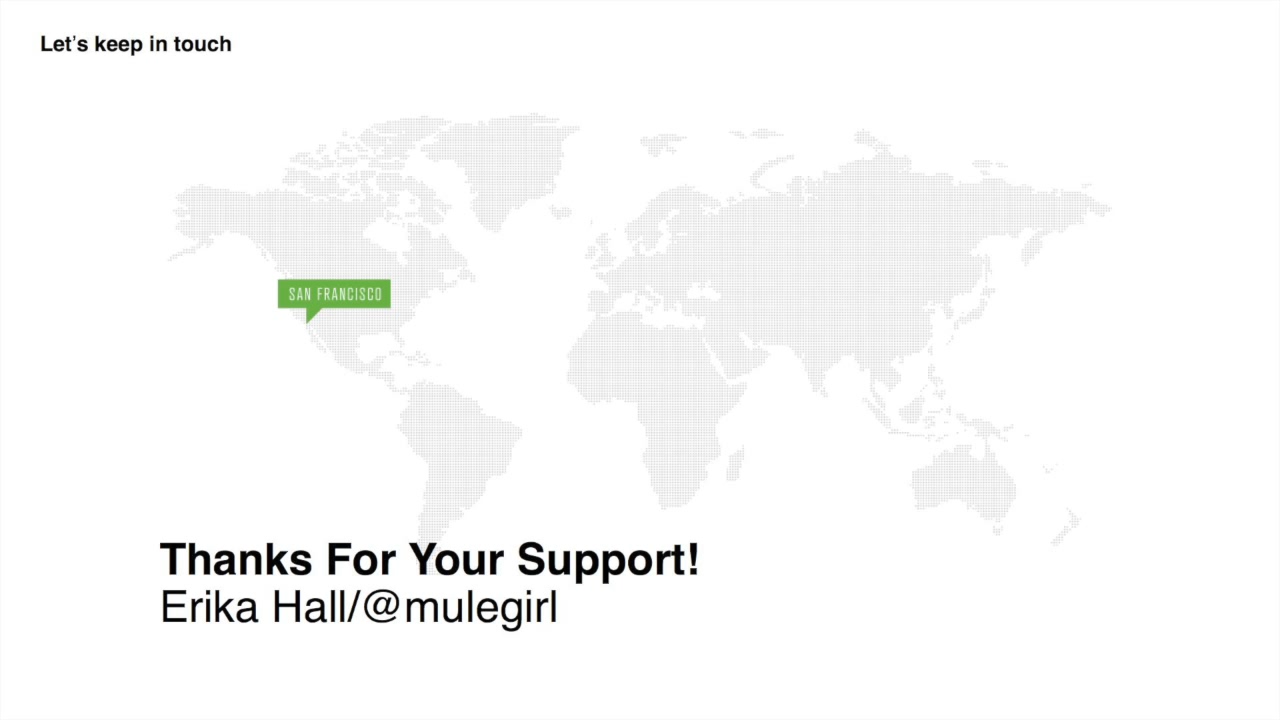 Let’s keep in touch
SAN FRANCISCO
Thanks For Your Support!
Erika Hall/@mulegirl